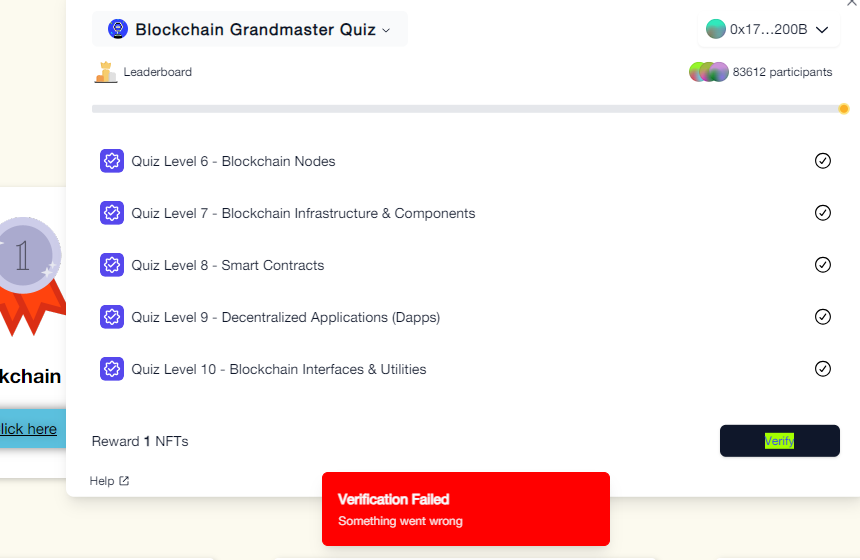 Blockchain Grandmaster Quiz
0x17...200B
Leaderboard
83612 participants
Quiz Level 6 - Blockchain Nodes
Quiz Level 7 - Blockchain Infrastructure & Components
1
Quiz Level 8 - Smart Contracts
Quiz Level 9 - Decentralized Applications (Dapps)
kchain
Quiz Level 10 - Blockchain Interfaces & Utilities
lick here
Reward 1 NFTs
Verify
Help
Verification Failed
Something went wrong